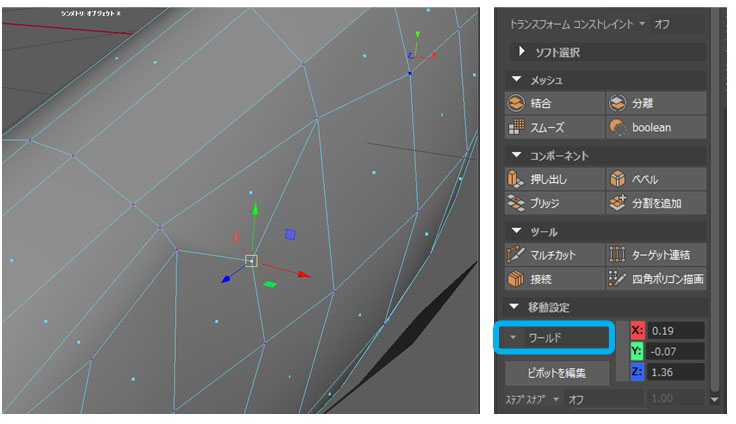 シンメトリ: オブジェクト X
Y
Z X
トランスフォーム コンストレイント オフ
ソフト選択
メッシュ
結合 分離
スムーズ boolean
コンポーネント
押し出し ベベル
ブリッジ 分割を追加
ツール
マルチカット ターゲット連結
接続 四角ポリゴン描画
移動設定
ワールド X: 0.19
Y: -0.07
ピボットを編集 Z: 1.36
ステプスナプ オフ 1.00